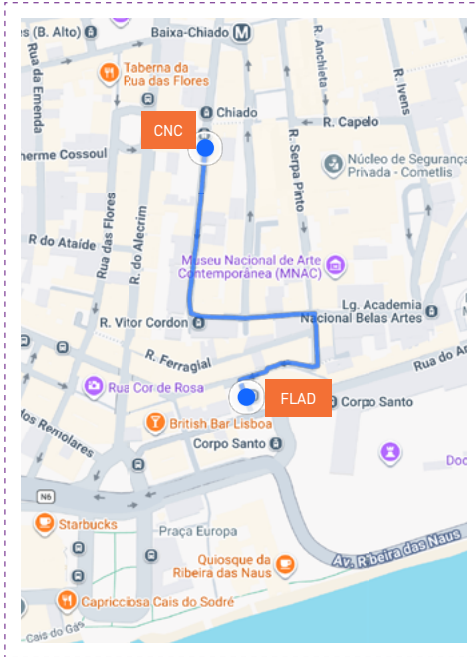 es (B. Alto)
Baixa-Chiado M
Rua da Emenda
Taberna da
Rua das Flores
R. Anchieta
R. Ivens
Chiado
CNC
R. Capelo
herme Cossoul
R. Serpa Pinto
Núcleo de Segurança
Privada - Cometlis
Rua das Flores
R. do Alecrim
R do Ataíde
Museu Nacional de Arte
Contemporânea (MNAC)
Lg. Academia
Nacional Belas Artes
R. Vitor Cordon
R. Ferragial
Rua do Ar
Rua Cor de Rosa
FLAD
Corpo Santo
British Bar Lisboa
dos Remolares
Corpo Santo
Doc
N6
Starbucks
Praça Europa
Av. Ribeira das Naus
Quiosque da
Ribeira das Naus
Capricciosa Cais do Sodré
Cais do Gás